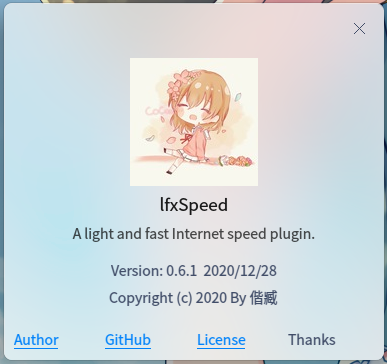 lfxSpeed
A light and fast Internet speed plugin.
Version: 0.6.1 2020/12/28
Copyright (c) 2020 By 偕臧
Author GitHub License Thanks